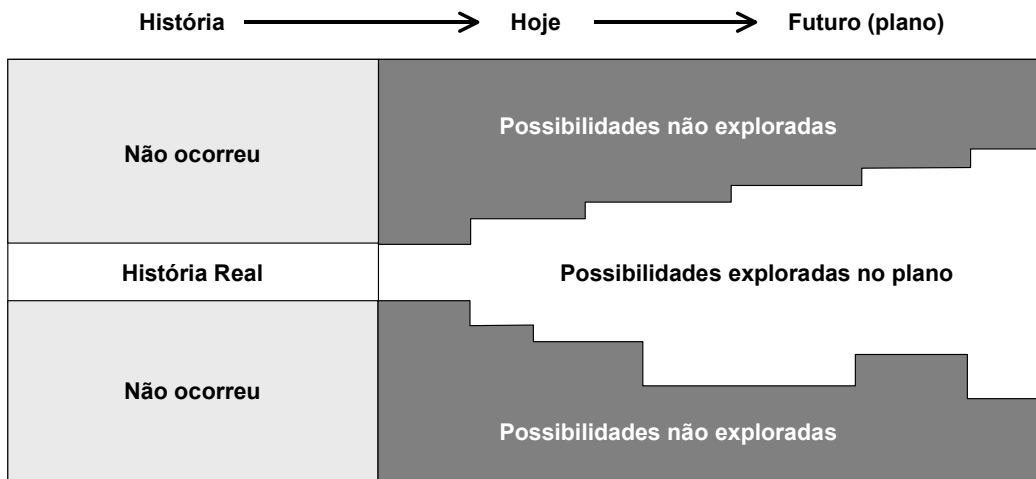 História
Hoje
Futuro (plano)
Possibilidades não exploradas
Não ocorreu
História Real
Possibilidades exploradas no plano
Não ocorreu
Possibilidades não exploradas